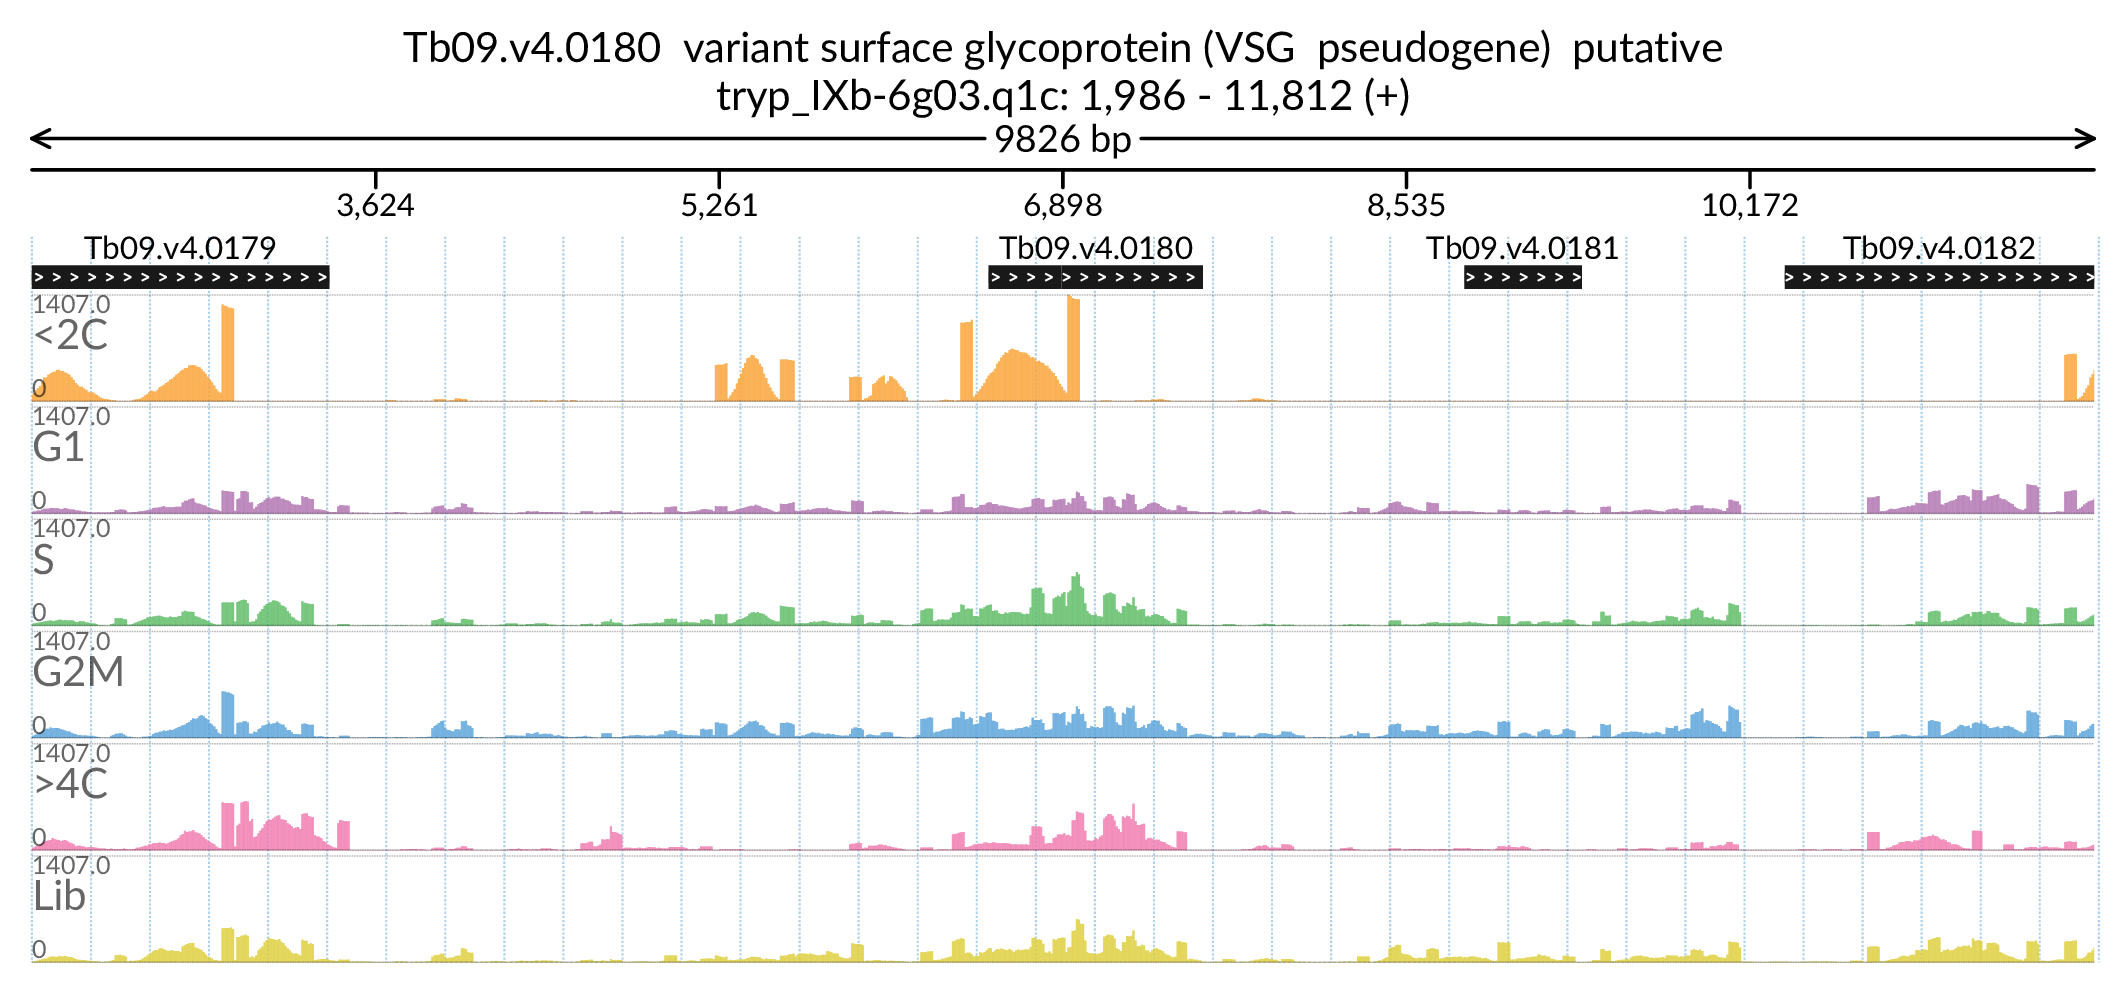 Tb09.v4.0180 variant surface glycoprotein (VSG pseudogene) putative
tryp_IXb-6g03.q1c: 1,986 - 11,812 (+)
9826 bp
3,624 5,261 6,898 8,535 10,172
Tb09.v4.0179 Tb09.v4.0180 Tb09.v4.0181 Tb09.v4.0182
1407.0
<2C
0
1407.0
G1
0
1407.0
S
0
1407.0
G2M
0
1407.0
>4C
0
1407.0
Lib
0